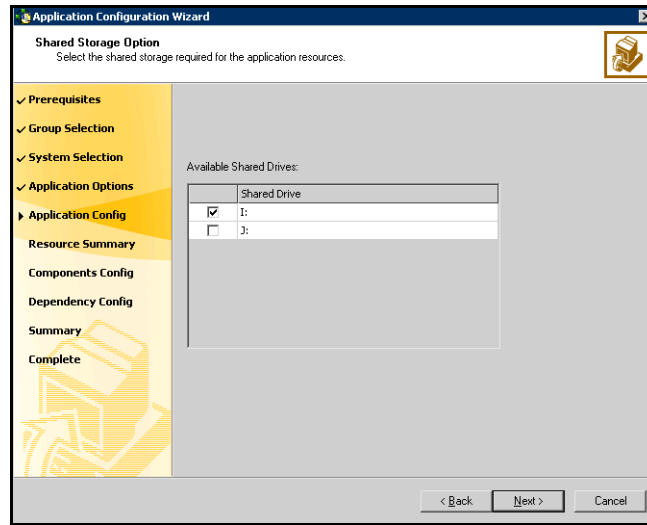 Application Configuration Wizard
Shared Storage Option
Select the shared storage required for the application resources.
Prerequisites
Group Selection
System Selection
Application Options
Application Config
Resource Summary
Components Config
Dependency Config
Summary
Complete
Available Shared Drives:
Shared Drive
I:
J:
< Back
Next >
Cancel